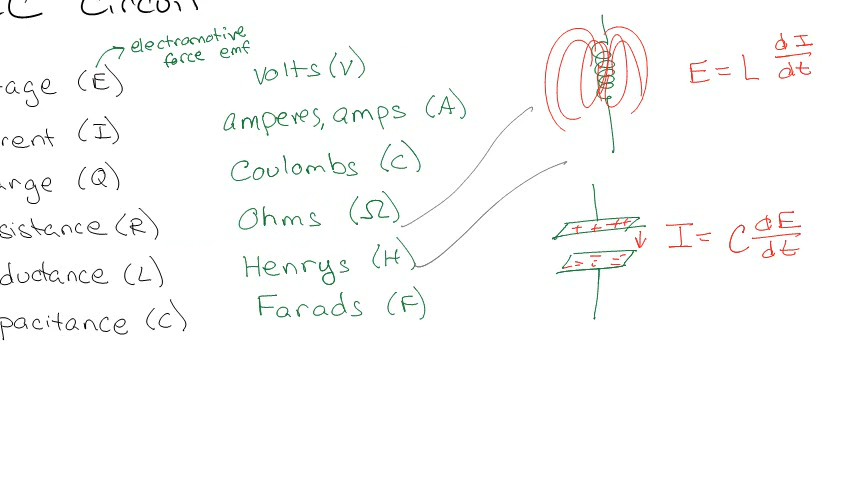 Circuit
electromotive
force emf
age (E) volts (V)
rent (I) amperes, amps (A)
arge (Q) Coulombs (C)
sistance (R) Ohms (Ω)
ductance (L) Henrys (H)
pacitance (C) Farads (F)
E = L dI/dt
+ + ++
I = C dE/dt